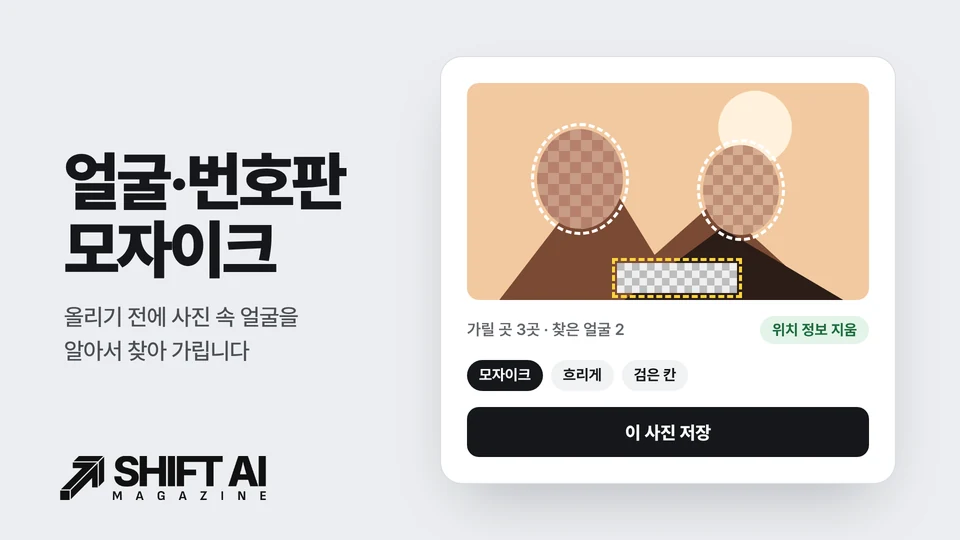 얼굴·번호판
모자이크
올리기 전에 사진 속 얼굴을
알아서 찾아 가립니다
SHIFT AI
MAGAZINE
가릴 곳 3곳 · 찾은 얼굴 2
위치 정보 지움
모자이크
흐리게
검은 칸
이 사진 저장